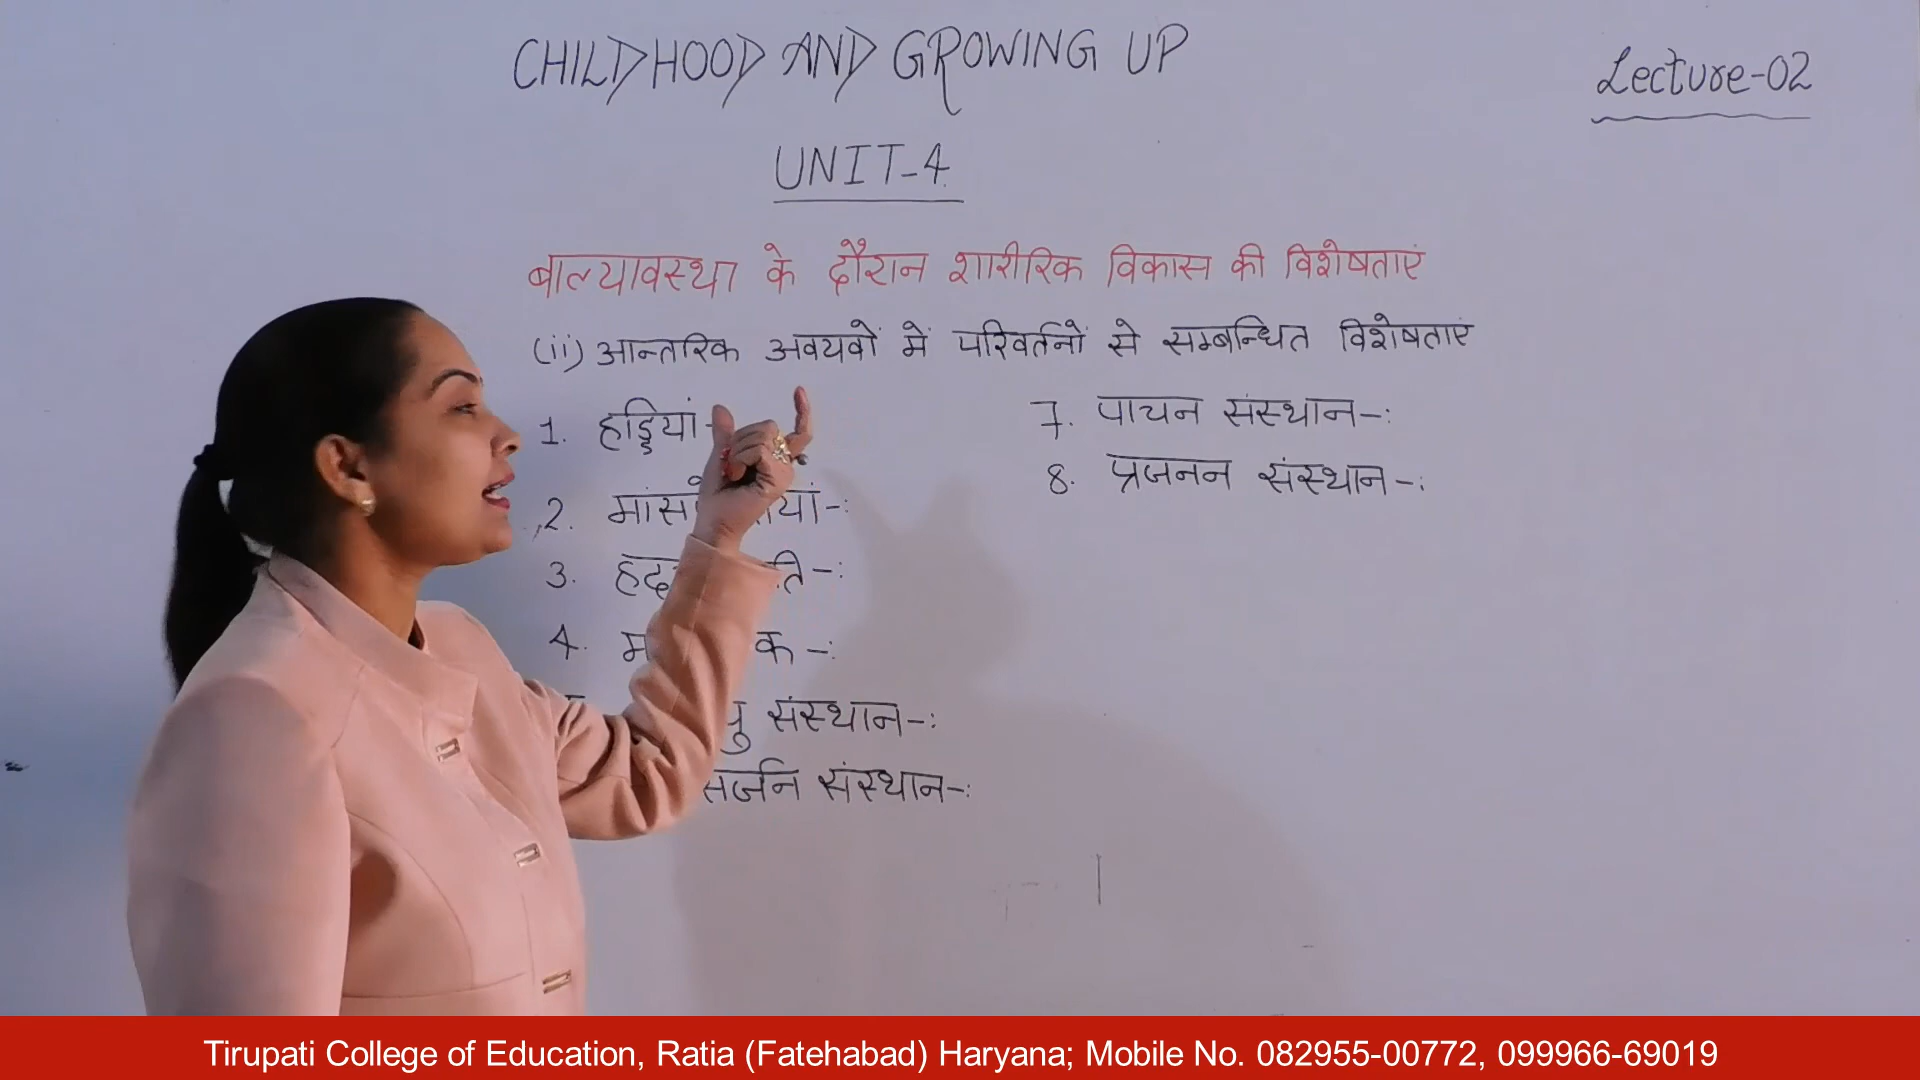 CHILDHOOD AND GROWING UP
Lecture-02
UNIT-4
बाल्यावस्था के दौरान शारीरिक विकास की विशेषताएं
(ii) आन्तरिक अवयवों में परिवर्तनों से सम्बन्धित विशेषताएं
1. हड्डियां-
2.
3.
4.
संस्थान-:
संस्थान-:
7. पाचन संस्थान-:
8. प्रजनन संस्थान-:
Tirupati College of Education, Ratia (Fatehabad) Haryana; Mobile No. 082955-00772, 099966-69019